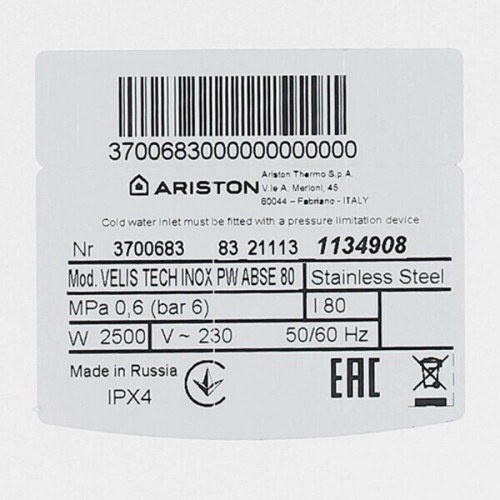 3700683000000000000000
ARISTON
Ariston Thermo S.p.A.
V.le A. Merloni, 45
60044 – Fabriano - ITALY
Cold water inlet must be fitted with a pressure limitation device
Nr 3700683 83 21113 1134908
Mod. VELIS TECH INOX PW ABSE 80 Stainless Steel
MPa 0,6 (bar 6) l 80
W 2500 V ~ 230 50/60 Hz
Made in Russia
IPX4
EAC